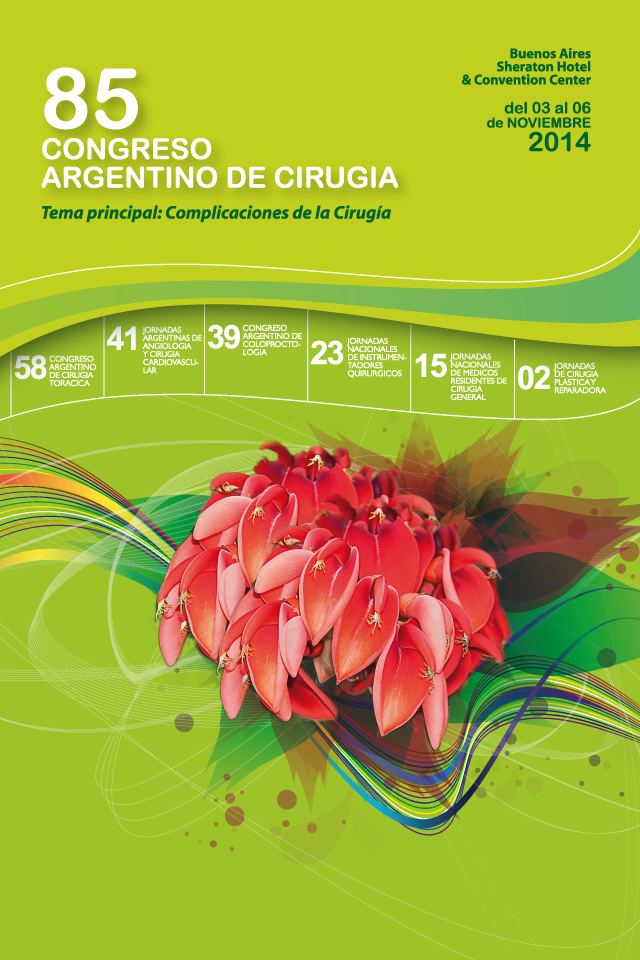 85
CONGRESO
ARGENTINO DE CIRUGIA
Tema principal: Complicaciones de la Cirugía
Buenos Aires
Sheraton Hotel
& Convention Center
del 03 al 06
de NOVIEMBRE
2014
58
CONGRESO
ARGENTINO
DE CIRUGIA
TORACICA
41
JORNADAS
ARGENTINAS DE
ANGIOLOGIA
Y CIRUGIA
CARDIOVASCU-
LAR
39
CONGRESO
ARGENTINO DE
COLOPROCTO-
LOGIA
23
JORNADAS
NACIONALES
DE INSTRUMEN-
TADORES
QUIRURGICOS
15
JORNADAS
NACIONALES
DE MEDICOS
RESIDENTES DE
CIRUGIA
GENERAL
02
JORNADAS
DE CIRUGIA
PLASTICA Y
REPARADORA